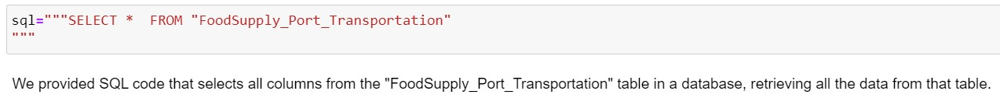 sql="""SELECT *  FROM "FoodSupply_Port_Transportation"
"""
We provided SQL code that selects all columns from the "FoodSupply_Port_Transportation" table in a database, retrieving all the data from that table.